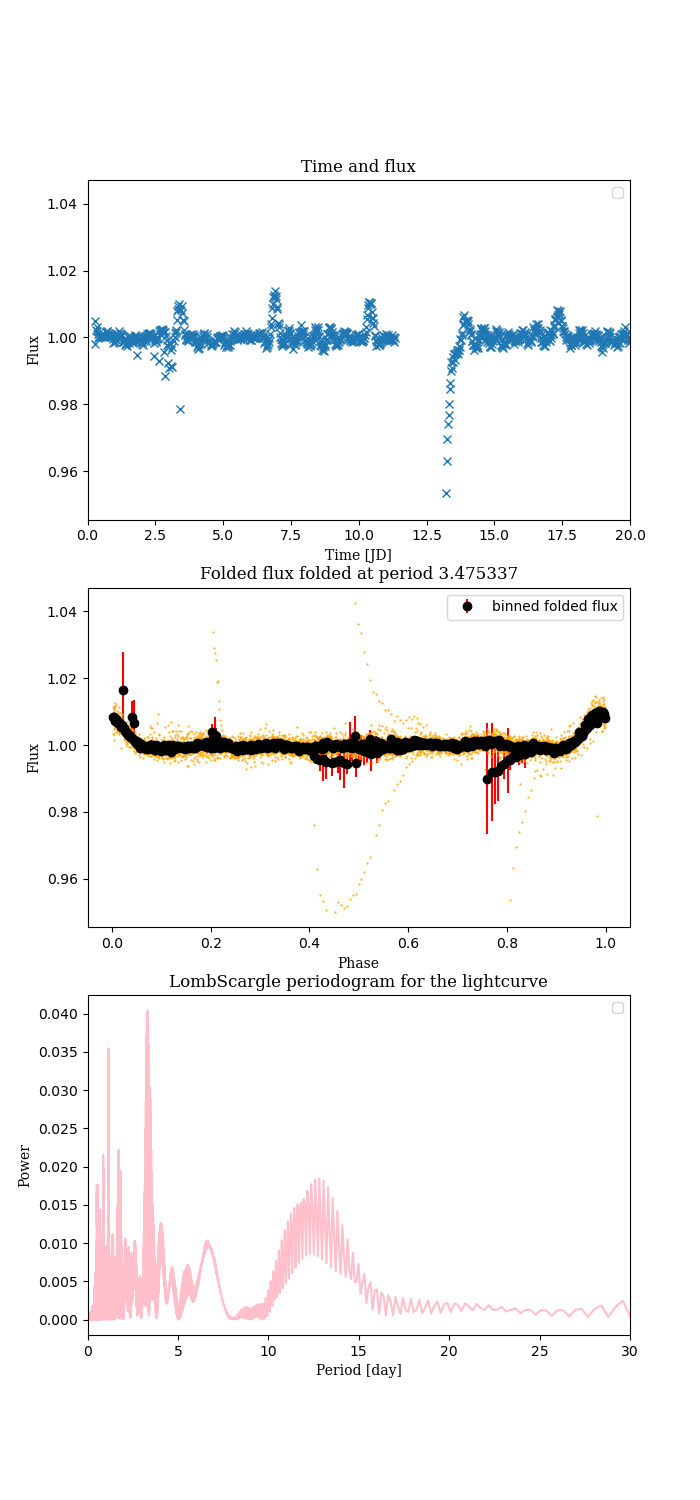 Time and flux
1.04
1.02
1.00
0.98
0.96
Flux
0.0 2.5 5.0 7.5 10.0 12.5 15.0 17.5 20.0
Time [JD]
Folded flux folded at period 3.475337
binned folded flux
1.04
1.02
1.00
0.98
0.96
Flux
0.0 0.2 0.4 0.6 0.8 1.0
Phase
LombScargle periodogram for the lightcurve
0.040
0.035
0.030
0.025
0.020
0.015
0.010
0.005
0.000
Power
0 5 10 15 20 25 30
Period [day]